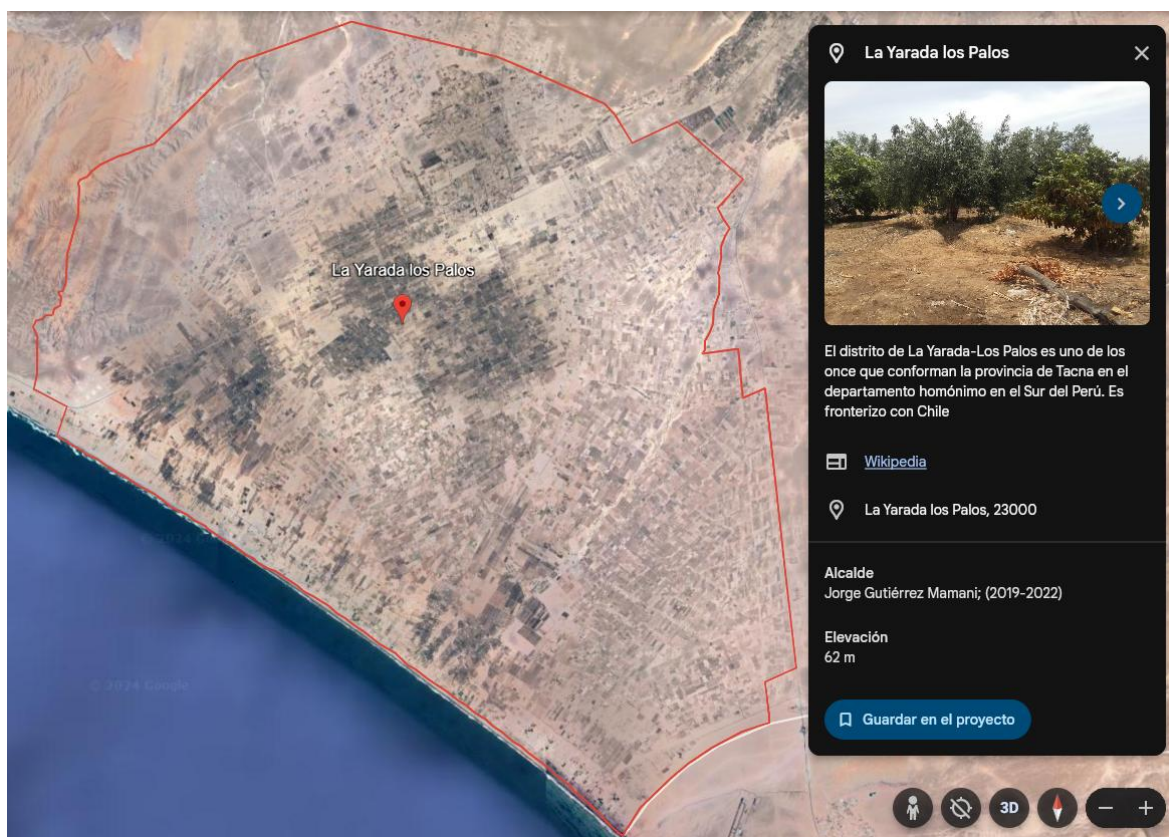 La Yarada los Palos
La Yarada los Palos
El distrito de La Yarada-Los Palos es uno de los
once que conforman la provincia de Tacna en el
departamento homónimo en el Sur del Perú. Es
fronterizo con Chile
Wikipedia
La Yarada los Palos, 23000
Alcalde
Jorge Gutiérrez Mamani; (2019-2022)
Elevación
62 m
Guardar en el proyecto
© 2024 Google
3D